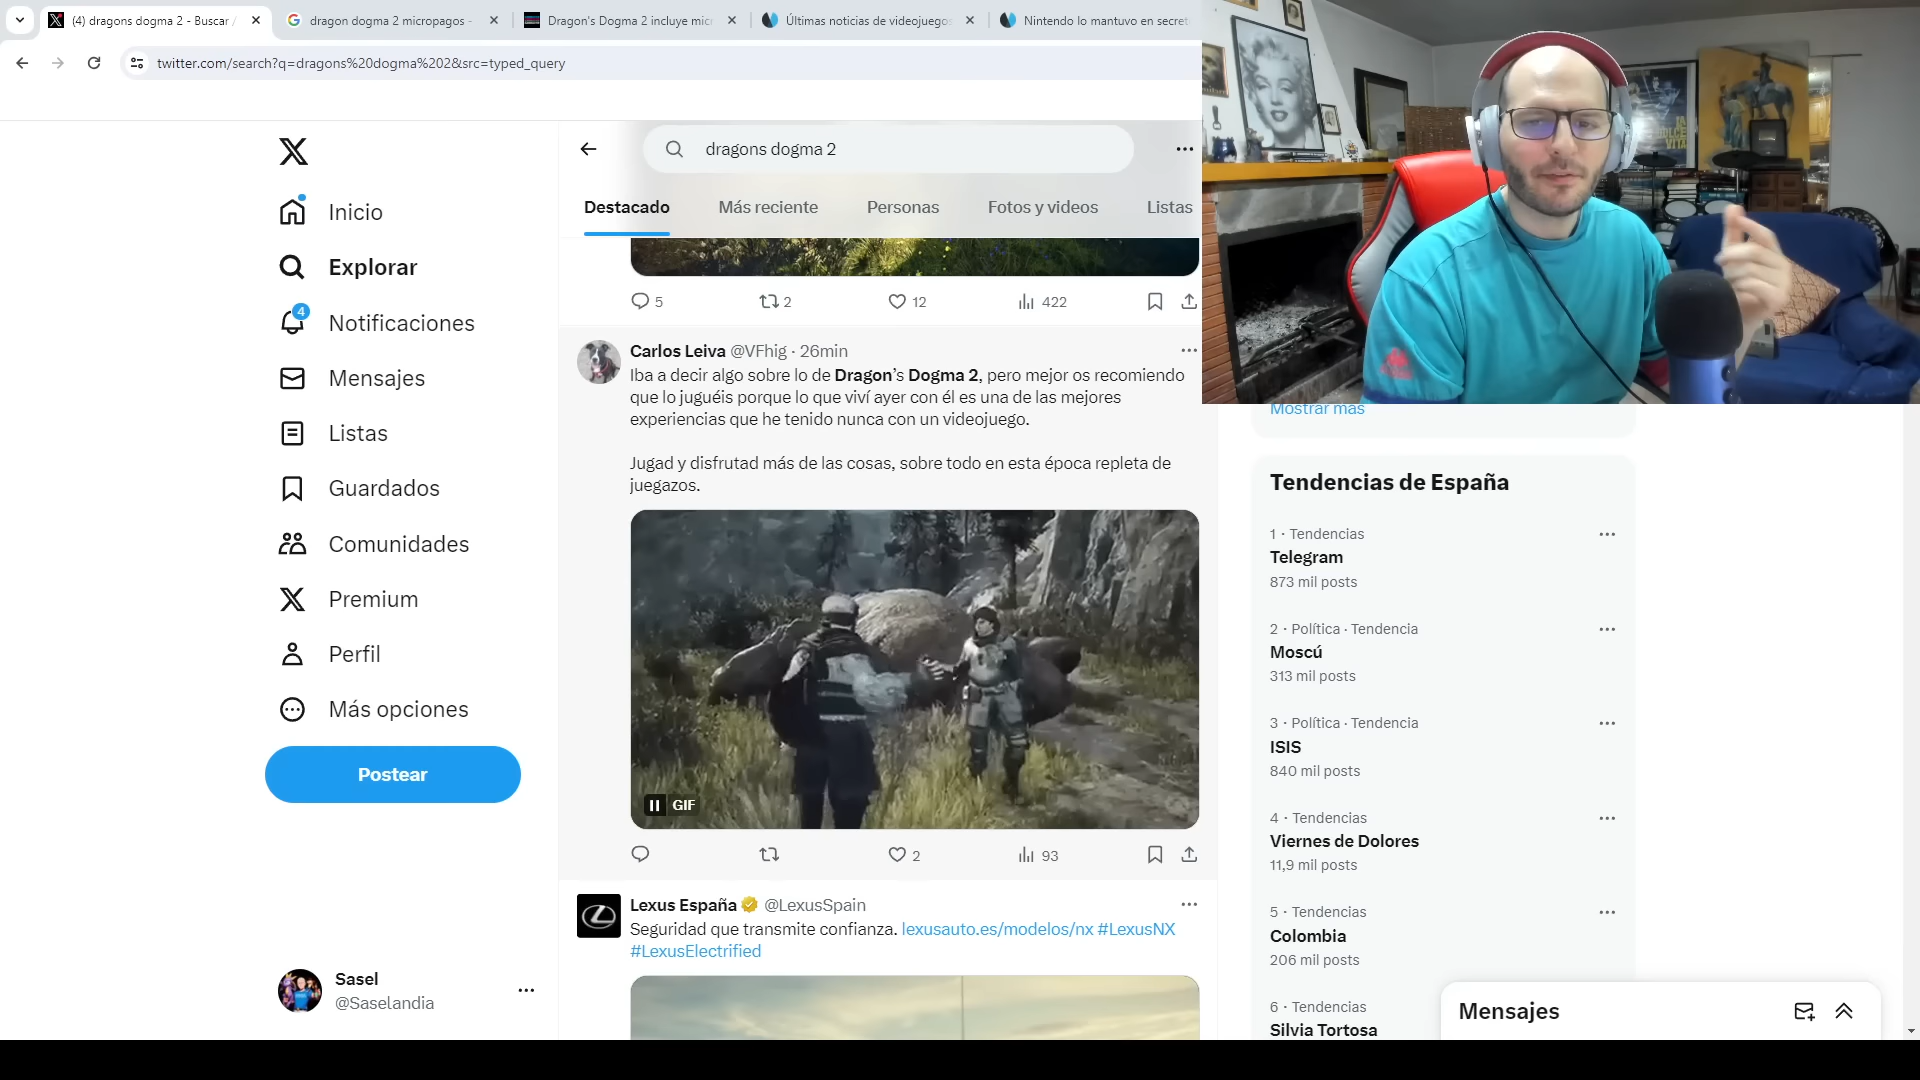 (4) dragons dogma 2 - Buscar /
dragon dogma 2 micropagos -
Dragon's Dogma 2 incluye micr
Últimas noticias de videojuegos
Nintendo lo mantuvo en secret
twitter.com/search?q=dragons%20dogma%202&src=typed_query
Inicio
Explorar
4
Notificaciones
Mensajes
Listas
Guardados
Comunidades
Premium
Perfil
Más opciones
Postear
Sasel
@Saselandia
dragons dogma 2
Destacado
Más reciente
Personas
Fotos y videos
Listas
5
2
12
422
Carlos Leiva @VFhig · 26min
Iba a decir algo sobre lo de Dragon's Dogma 2, pero mejor os recomiendo
que lo juguéis porque lo que viví ayer con él es una de las mejores
experiencias que he tenido nunca con un videojuego.
Jugad y disfrutad más de las cosas, sobre todo en esta época repleta de
juegazos.
GIF
2
93
Lexus España @LexusSpain
Seguridad que transmite confianza. lexusauto.es/modelos/nx #LexusNX
#LexusElectrified
Mostrar más
Tendencias de España
1 · Tendencias
Telegram
873 mil posts
2 · Política · Tendencia
Moscú
313 mil posts
3 · Política · Tendencia
ISIS
840 mil posts
4 · Tendencias
Viernes de Dolores
11,9 mil posts
5 · Tendencias
Colombia
206 mil posts
6 · Tendencias
Silvia Tortosa
Mensajes